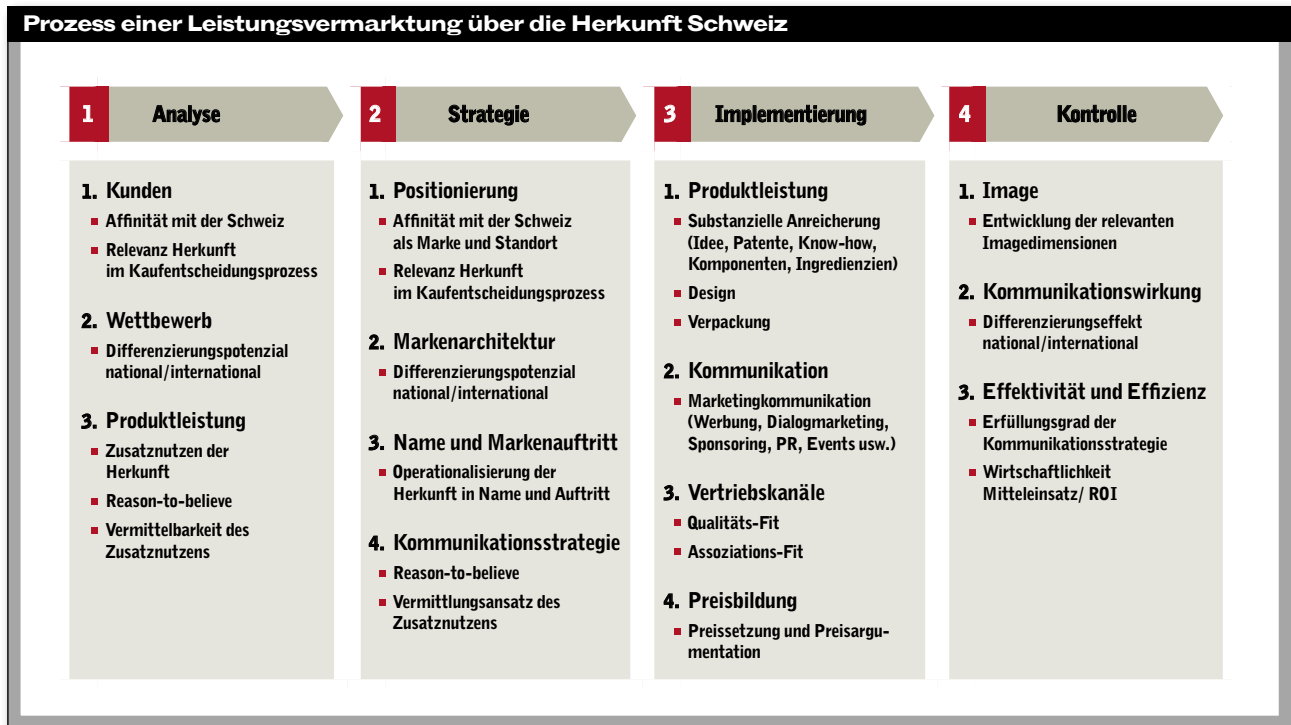 Prozess einer Leistungsvermarktung über die Herkunft Schweiz
1 Analyse
1. Kunden
Affinität mit der Schweiz
Relevanz Herkunft
im Kaufentscheidungsprozess
2. Wettbewerb
Differenzierungspotenzial
national/international
3. Produktleistung
Zusatznutzen der
Herkunft
Reason-to-believe
Vermittelbarkeit des
Zusatznutzens
2 Strategie
1. Positionierung
Affinität mit der Schweiz
als Marke und Standort
Relevanz Herkunft
im Kaufentscheidungsprozess
2. Markenarchitektur
Differenzierungspotenzial
national/international
3. Name und Markenauftritt
Operationalisierung der
Herkunft in Name und Auftritt
4. Kommunikationsstrategie
Reason-to-believe
Vermittlungsansatz des
Zusatznutzens
3 Implementierung
1. Produktleistung
Substanzielle Anreicherung
(Idee, Patente, Know-how,
Komponenten, Ingredienzien)
Design
Verpackung
2. Kommunikation
Marketingkommunikation
(Werbung, Dialogmarketing,
Sponsoring, PR, Events usw.)
3. Vertriebskanäle
Qualitäts-Fit
Assoziations-Fit
4. Preisbildung
Preissetzung und Preisargu-
mentation
4 Kontrolle
1. Image
Entwicklung der relevanten
Imagedimensionen
2. Kommunikationswirkung
Differenzierungseffekt
national/international
3. Effektivität und Effizienz
Erfüllungsgrad der
Kommunikationsstrategie
Wirtschaftlichkeit
Mitteleinsatz/ ROI